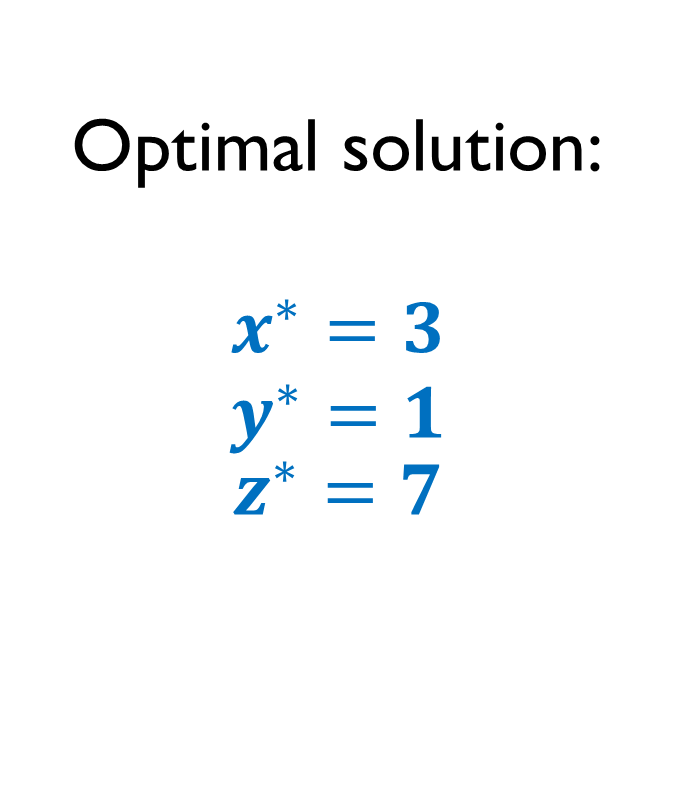 Optimal solution:
x* = 3
y* = 1
z* = 7